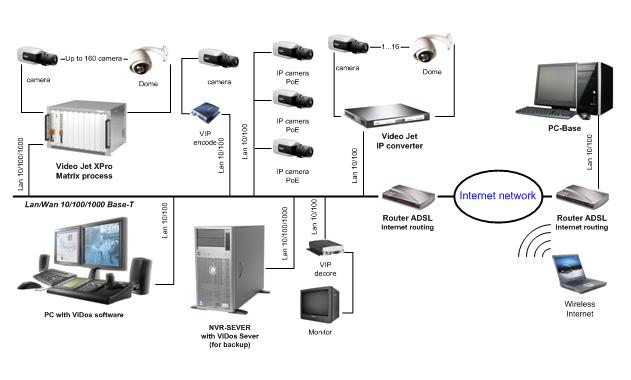 Up to 160 camera
camera
Dome
camera
VIP
encode
IP camera
PoE
IP camera
PoE
IP camera
PoE
1...16
camera
Dome
Video Jet XPro
Matrix process
Video Jet
IP converter
PC-Base
Lan 10/100/1000
Lan 10/100
Lan 10/100
Lan 10/100
Lan 10/100
Lan/Wan 10/100/1000 Base-T
Router ADSL
Internet routing
Internet network
Router ADSL
Internet routing
Lan 10/100
Lan 10/100/1000
Lan 10/100
PC with ViDos software
NVR-SEVER
with ViDos Sever
(for backup)
VIP
decore
Monitor
Wireless
Internet